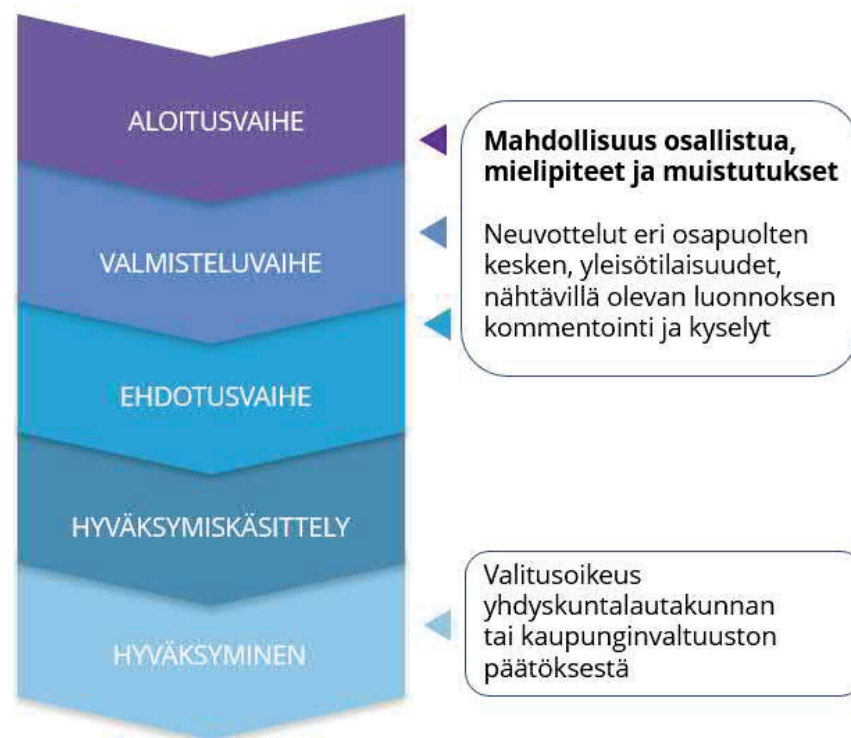 ALOITUSVAIHE
Mahdollisuus osallistua,
mielipiteet ja muistutukset
VALMISTELUVAIHE
Neuvottelut eri osapuolten
kesken, yleisötilaisuudet,
nähtävillä olevan luonnoksen
kommentointi ja kyselyt
EHDOTUSVAIHE
HYVÄKSYMISKÄSITTELY
HYVÄKSYMINEN
Valitusoikeus
yhdyskuntalautakunnan
tai kaupunginvaltuuston
päätöksestä